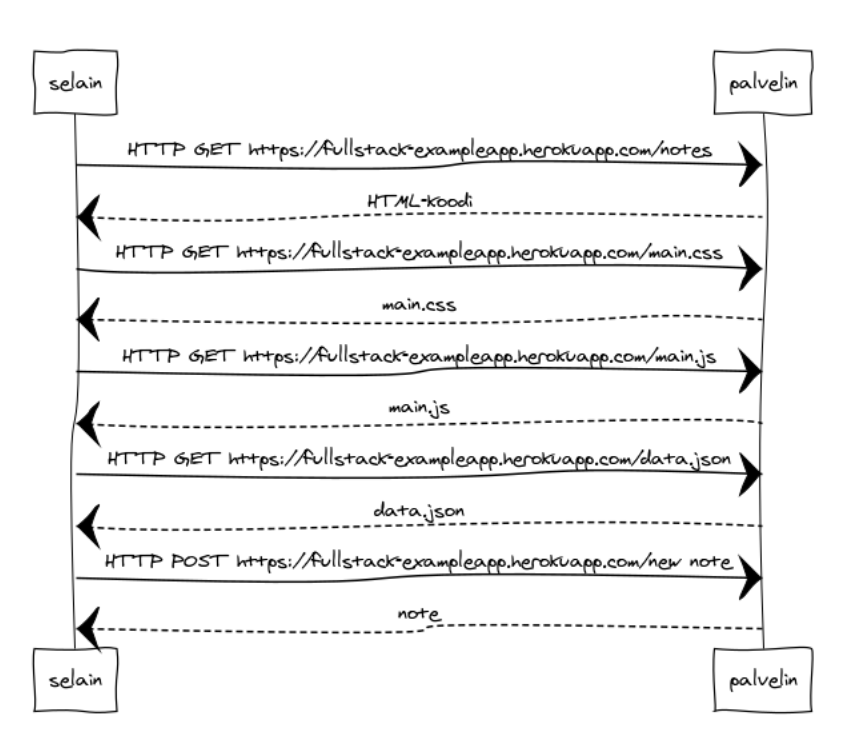 selain
palvelin
HTTP GET https://fullstack-exampleapp.herokuapp.com/notes
HTML-koodi
HTTP GET https://fullstack-exampleapp.herokuapp.com/main.css
main.css
HTTP GET https://fullstack-exampleapp.herokuapp.com/main.js
main.js
HTTP GET https://fullstack-exampleapp.herokuapp.com/data.json
data.json
HTTP POST https://fullstack-exampleapp.herokuapp.com/new note
note
selain
palvelin